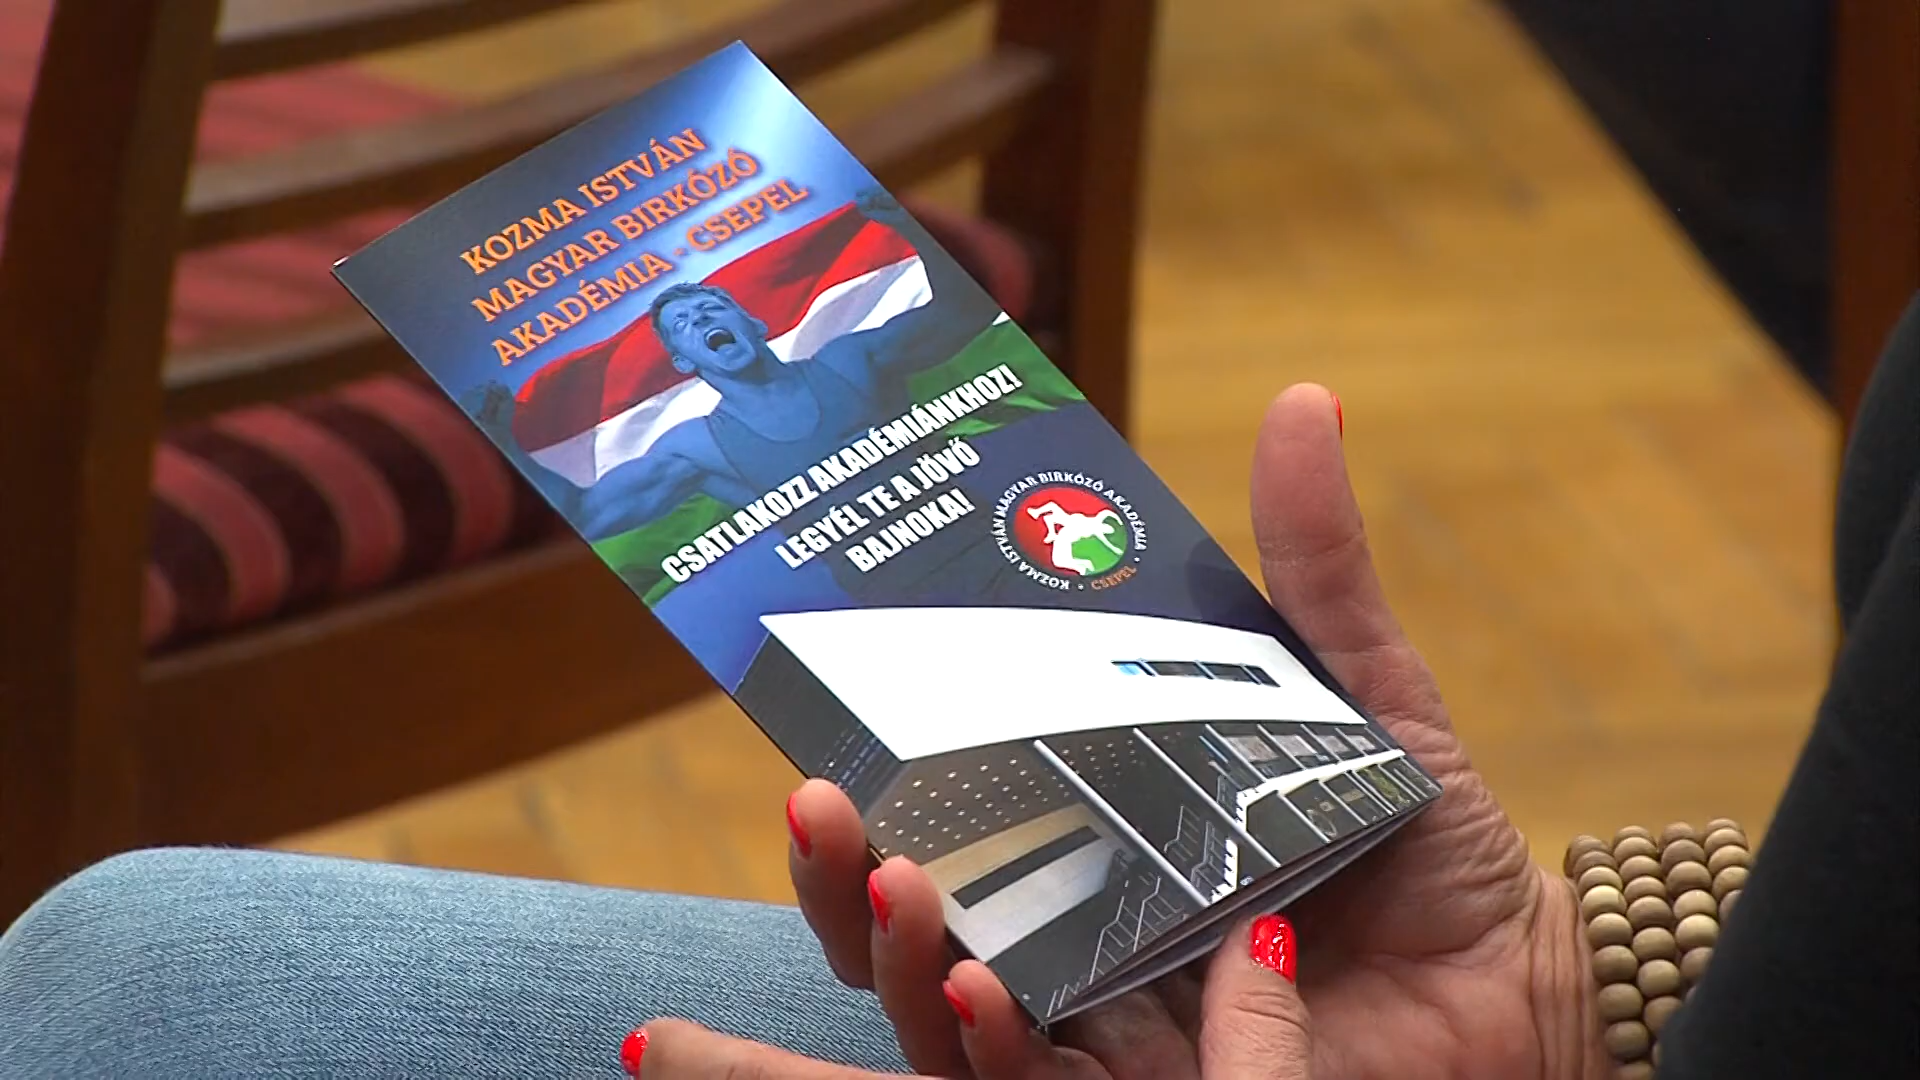 KOZMA ISTVÁN
MAGYAR BIRKÓZÓ
AKADÉMIA - CSEPEL
CSATLAKOZZ AKADÉMIÁNKHOZ!
LEGYÉL TE A JÖVŐ
BAJNOKA!
KOZMA ISTVÁN MAGYAR BIRKÓZÓ AKADÉMIA • CSEPEL •